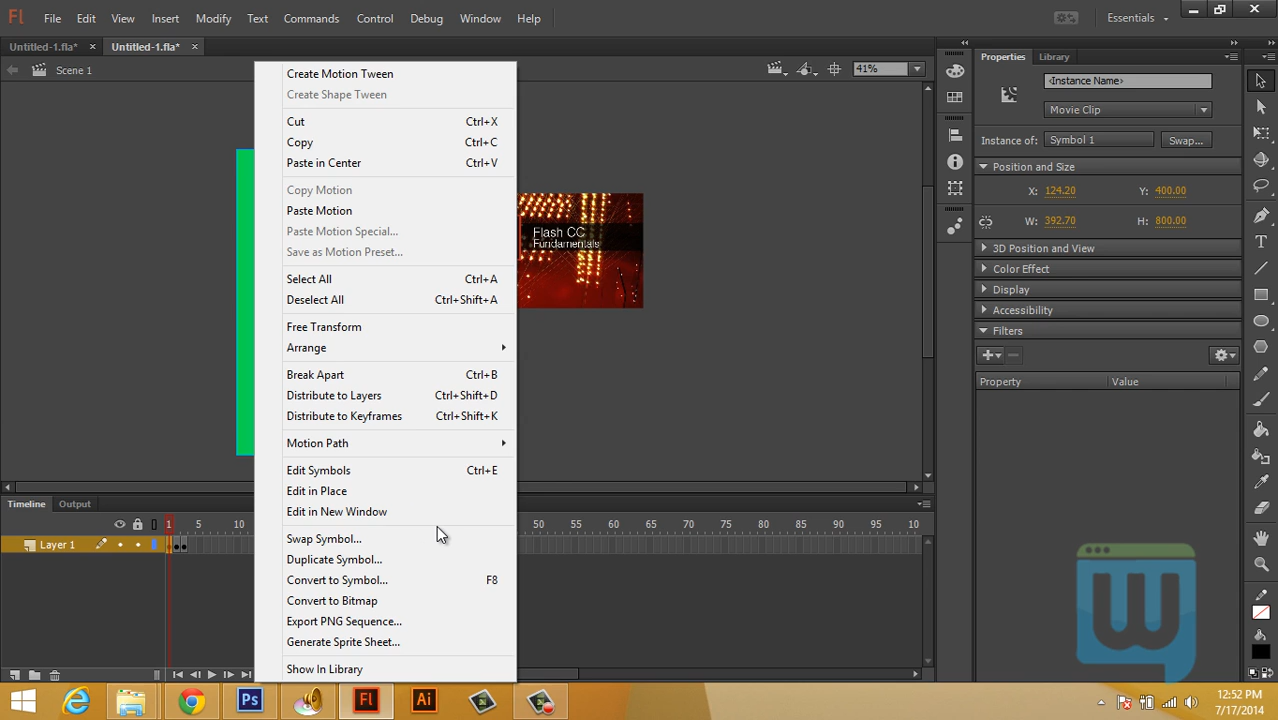 Fl File Edit View Insert Modify Text Commands Control Debug Window Help Essentials
Untitled-1.fla* Untitled-1.fla* Properties Library
Scene 1 41%
<Instance Name>
Movie Clip
Instance of: Symbol 1 Swap...
Position and Size
X: 124.20 Y: 400.00
W: 392.70 H: 800.00
3D Position and View
Color Effect
Display
Accessibility
Filters
Property Value
Create Motion Tween
Create Shape Tween
Cut Ctrl+X
Copy Ctrl+C
Paste in Center Ctrl+V
Copy Motion
Paste Motion
Paste Motion Special...
Save as Motion Preset...
Select All Ctrl+A
Deselect All Ctrl+Shift+A
Free Transform
Arrange
Break Apart Ctrl+B
Distribute to Layers Ctrl+Shift+D
Distribute to Keyframes Ctrl+Shift+K
Motion Path
Edit Symbols Ctrl+E
Edit in Place
Edit in New Window
Swap Symbol...
Duplicate Symbol...
Convert to Symbol... F8
Convert to Bitmap
Export PNG Sequence...
Generate Sprite Sheet...
Show In Library
Flash CC
Fundamentals
Timeline Output
1 5 10 50 55 60 65 70 75 80 85 90 95 100
Layer 1
w
Ps Fl Ai
12:52 PM
7/17/2014